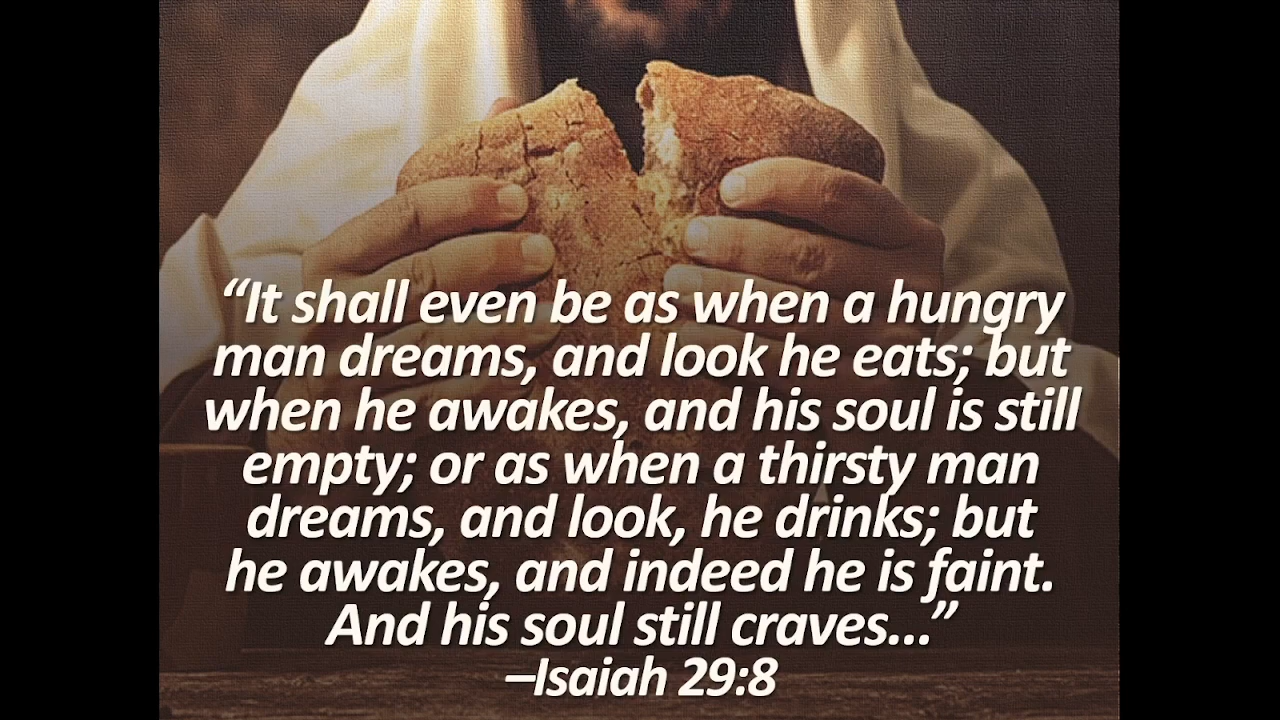 “It shall even be as when a hungry
man dreams, and look he eats; but
when he awakes, and his soul is still
empty; or as when a thirsty man
dreams, and look, he drinks; but
he awakes, and indeed he is faint.
And his soul still craves...”
–Isaiah 29:8